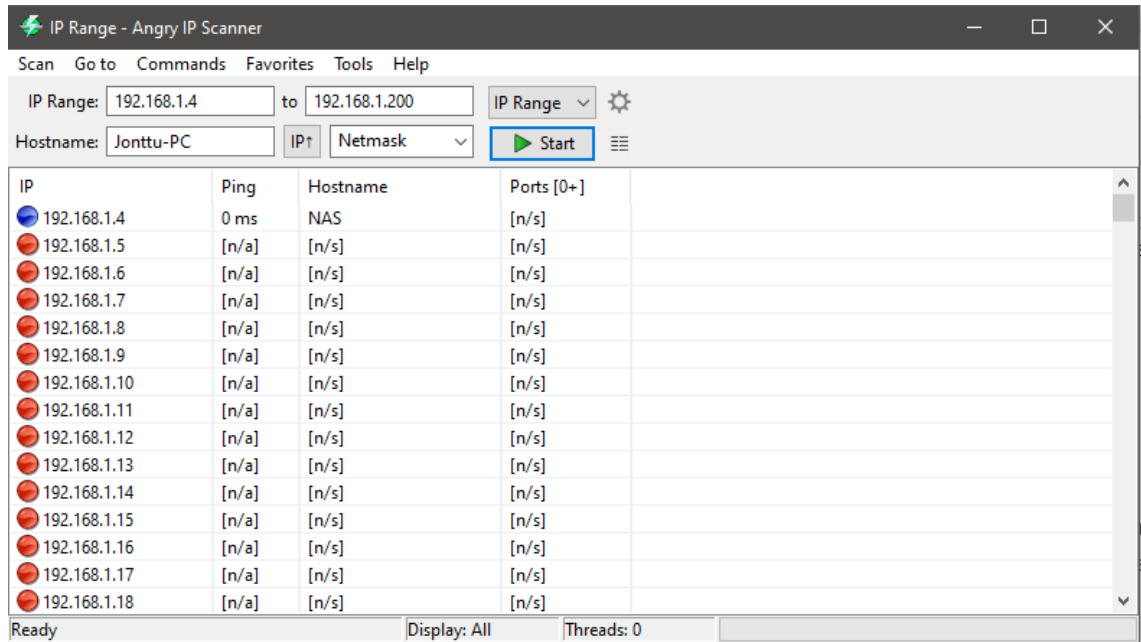 IP Range - Angry IP Scanner
Scan Go to Commands Favorites Tools Help
IP Range: 192.168.1.4 to 192.168.1.200 IP Range
Hostname: Jonttu-PC IP↑ Netmask Start
IP Ping Hostname Ports [0+]
192.168.1.4 0 ms NAS [n/s]
192.168.1.5 [n/a] [n/s] [n/s]
192.168.1.6 [n/a] [n/s] [n/s]
192.168.1.7 [n/a] [n/s] [n/s]
192.168.1.8 [n/a] [n/s] [n/s]
192.168.1.9 [n/a] [n/s] [n/s]
192.168.1.10 [n/a] [n/s] [n/s]
192.168.1.11 [n/a] [n/s] [n/s]
192.168.1.12 [n/a] [n/s] [n/s]
192.168.1.13 [n/a] [n/s] [n/s]
192.168.1.14 [n/a] [n/s] [n/s]
192.168.1.15 [n/a] [n/s] [n/s]
192.168.1.16 [n/a] [n/s] [n/s]
192.168.1.17 [n/a] [n/s] [n/s]
192.168.1.18 [n/a] [n/s] [n/s]
Ready Display: All Threads: 0